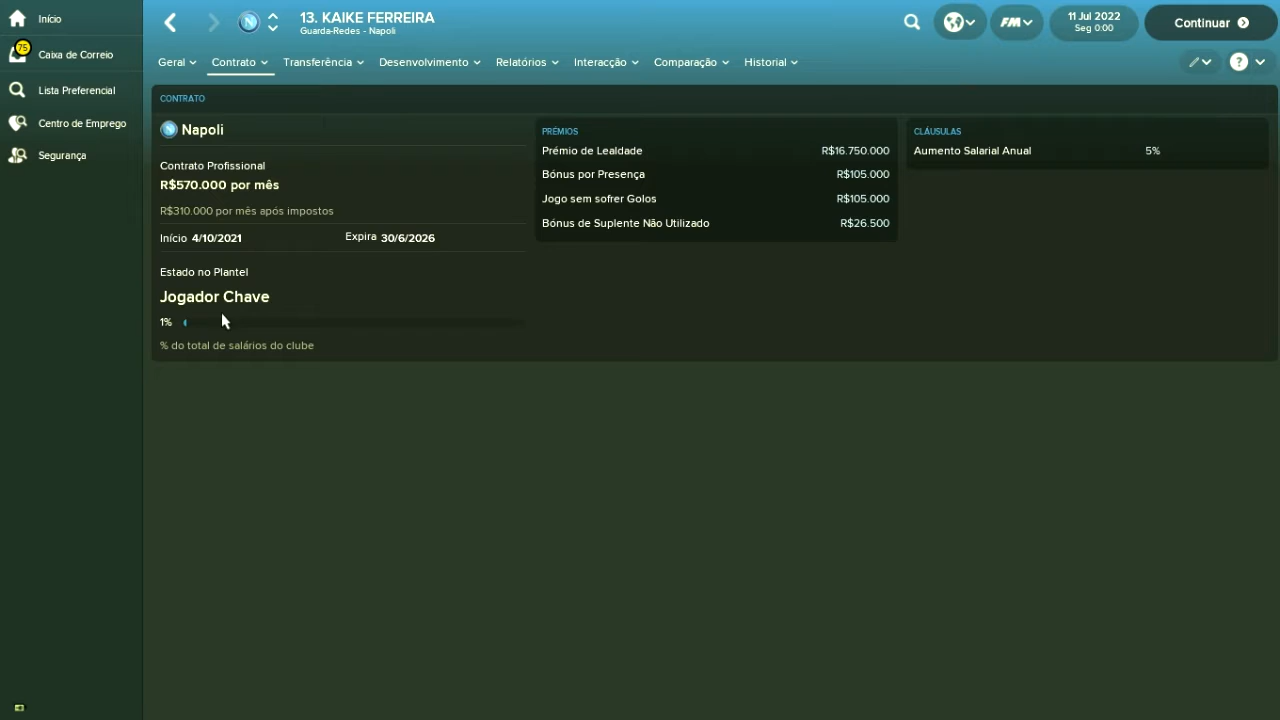 Início
75
Caixa de Correio
Lista Preferencial
Centro de Emprego
Segurança
13. KAIKE FERREIRA
Guarda-Redes - Napoli
FM
11 Jul 2022
Seg 0:00
Continuar
Geral
Contrato
Transferência
Desenvolvimento
Relatórios
Interacção
Comparação
Historial
?
CONTRATO
Napoli
Contrato Profissional
R$570.000 por mês
R$310.000 por mês após impostos
Início 4/10/2021 Expira 30/6/2026
Estado no Plantel
Jogador Chave
1%
% do total de salários do clube
PRÉMIOS
Prémio de Lealdade R$16.750.000
Bónus por Presença R$105.000
Jogo sem sofrer Golos R$105.000
Bónus de Suplente Não Utilizado R$26.500
CLÁUSULAS
Aumento Salarial Anual 5%